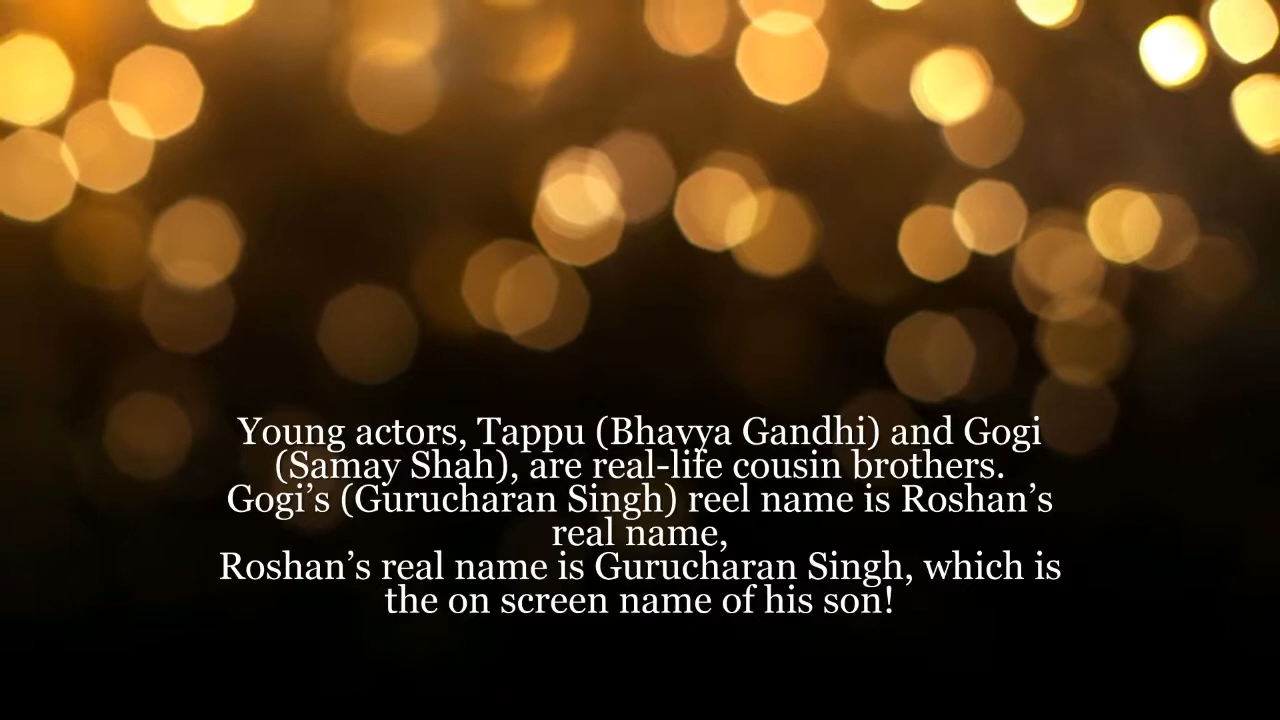 Young actors, Tappu (Bhavya Gandhi) and Gogi
(Samay Shah), are real-life cousin brothers.
Gogi’s (Gurucharan Singh) reel name is Roshan’s
real name,
Roshan’s real name is Gurucharan Singh, which is
the on screen name of his son!